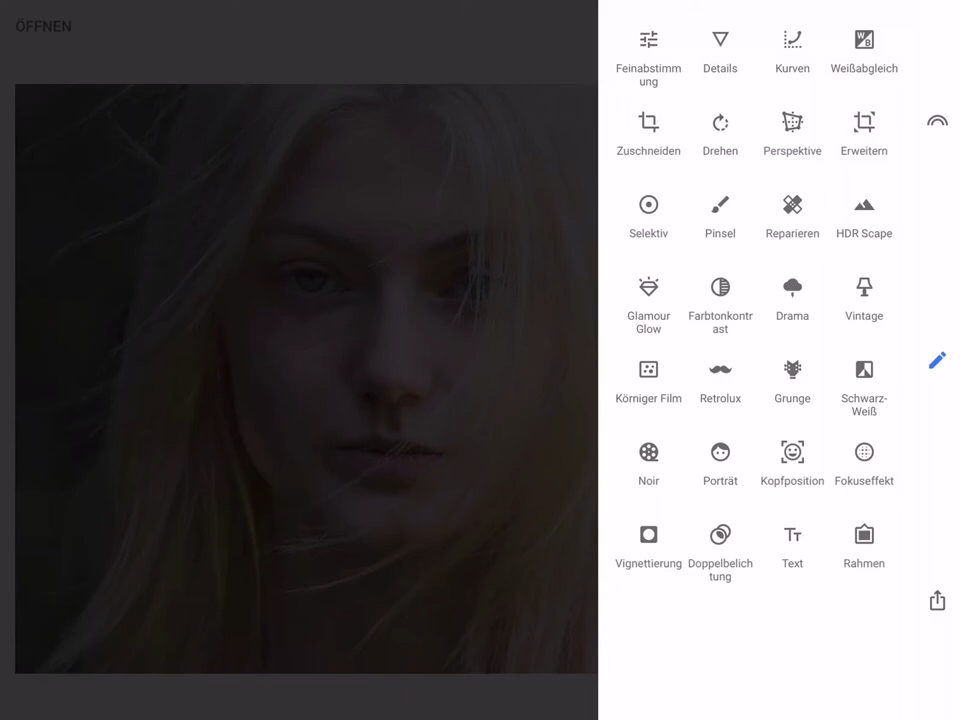 ÖFFNEN
Feinabstimm
ung
Details
Kurven
W
B
Weißabgleich
Zuschneiden
Drehen
Perspektive
Erweitern
Selektiv
Pinsel
Reparieren
HDR Scape
Glamour
Glow
Farbtonkontr
ast
Drama
Vintage
Körniger Film
Retrolux
Grunge
Schwarz-
Weiß
Noir
Porträt
Kopfposition
Fokuseffekt
Vignettierung
Doppelbelich
tung
TT
Text
Rahmen